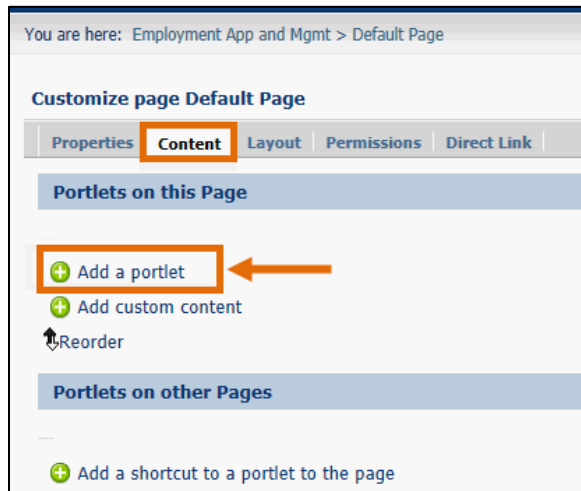 You are here: Employment App and Mgmt > Default Page
Customize page Default Page
Properties Content Layout Permissions Direct Link
Portlets on this Page
Add a portlet
Add custom content
Reorder
Portlets on other Pages
Add a shortcut to a portlet to the page